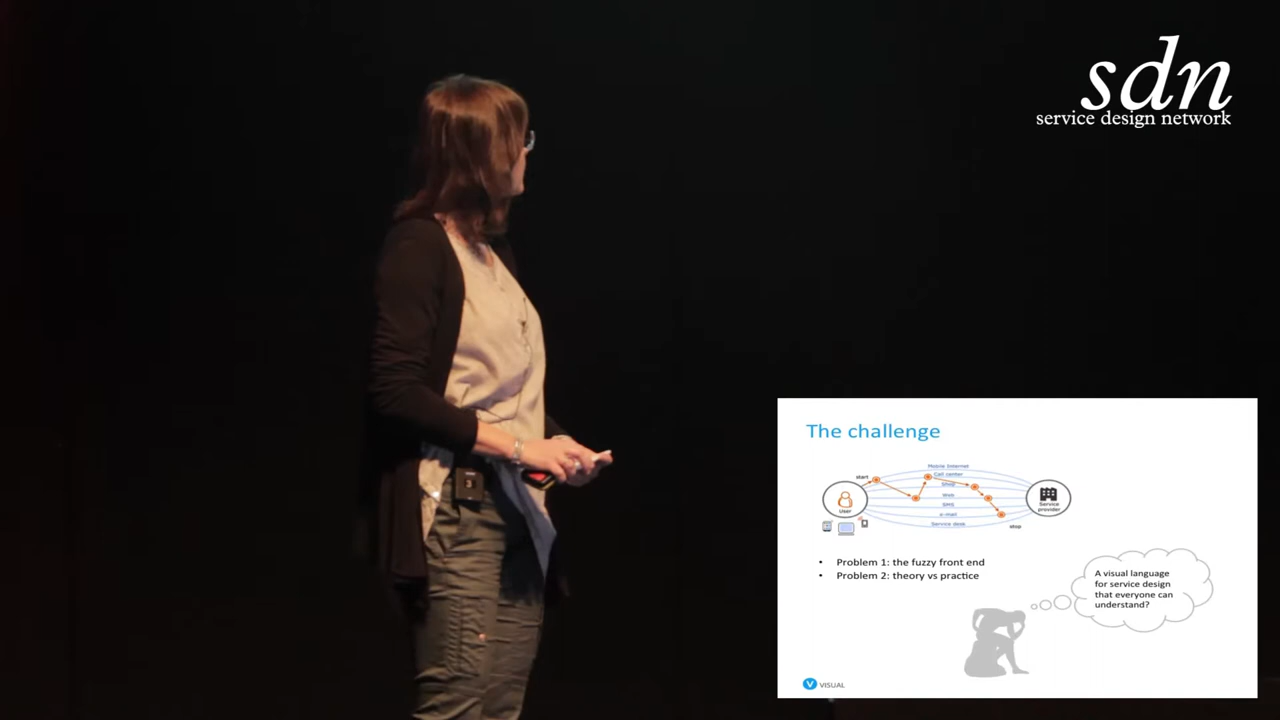 sdn
service design network
The challenge
Mobile Internet
Call center
start
Shop
Web
SMS
e-mail
Service desk
User
Service
provider
stop
• Problem 1: the fuzzy front end
• Problem 2: theory vs practice
A visual language
for service design
that everyone can
understand?
V VISUAL